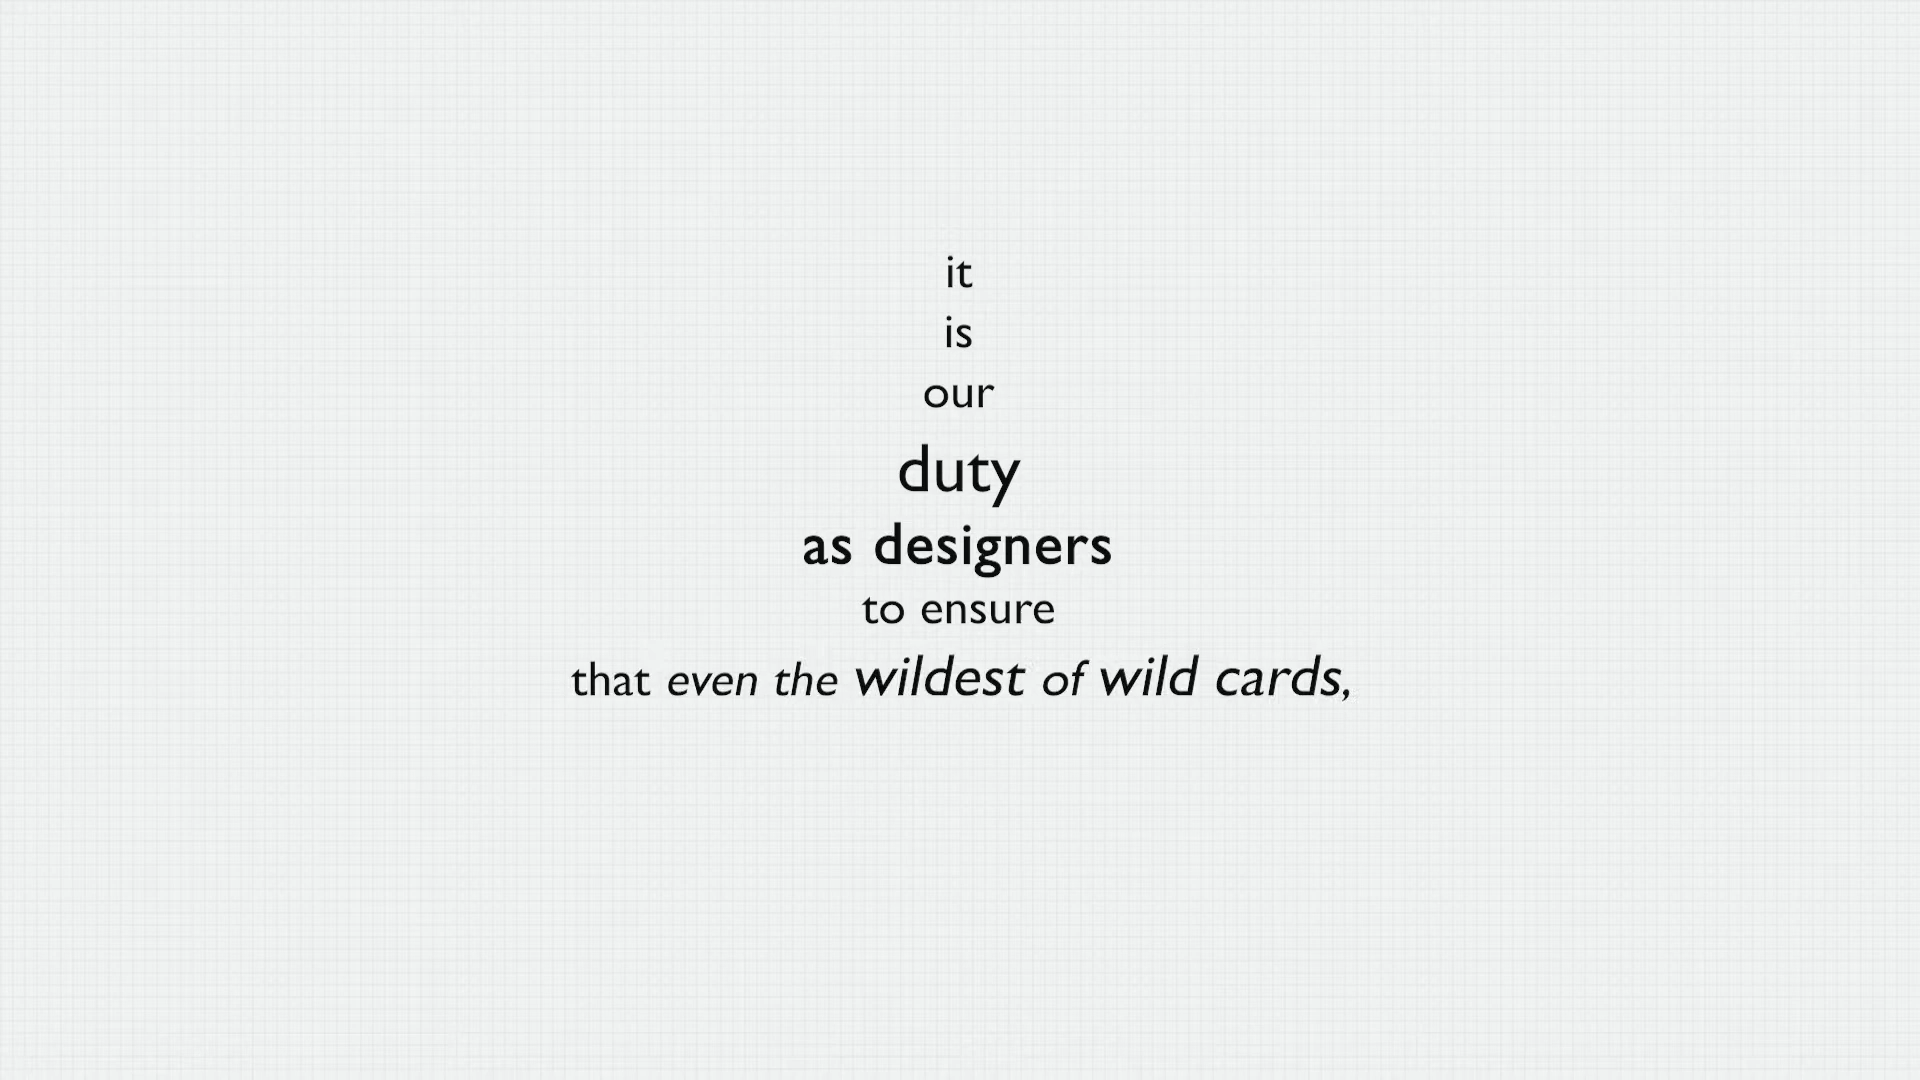 it
is
our
duty
as designers
to ensure
that even the wildest of wild cards,